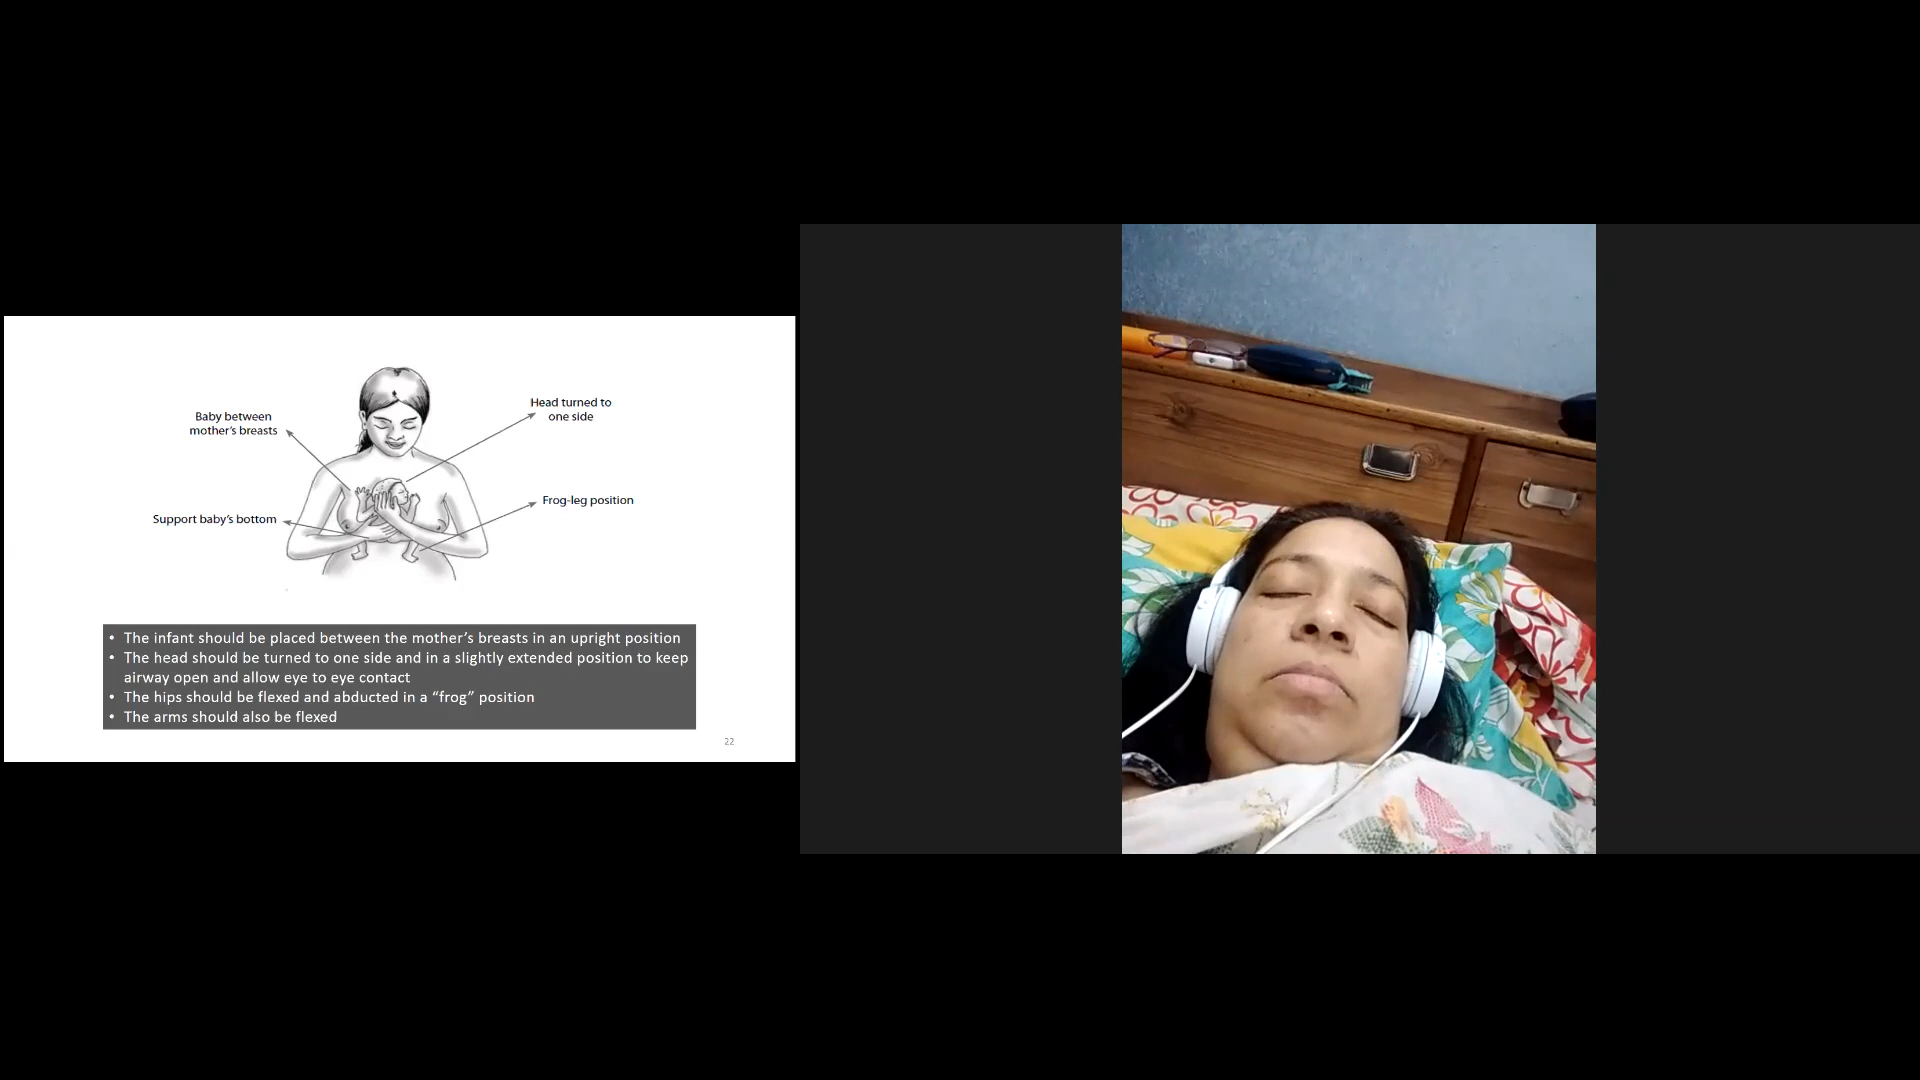 Baby between
mother's breasts
Head turned to
one side
Frog-leg position
Support baby's bottom
• The infant should be placed between the mother's breasts in an upright position
• The head should be turned to one side and in a slightly extended position to keep
airway open and allow eye to eye contact
• The hips should be flexed and abducted in a “frog” position
• The arms should also be flexed
22